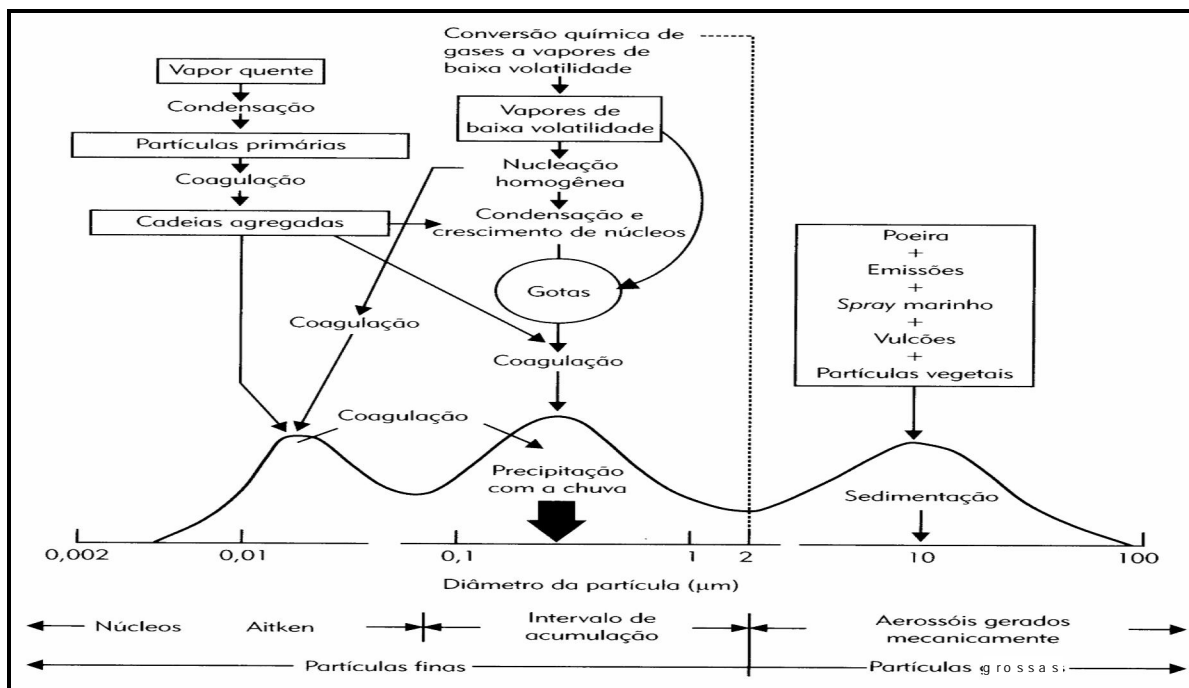 Vapor quente
Condensação
Partículas primárias
Coagulação
Cadeias agregadas
Conversão química de
gases a vapores de
baixa volatilidade
Vapores de
baixa volatilidade
Nucleação
homogênea
Condensação e
crescimento de núcleos
Gotas
Coagulação
Coagulação
Coagulação
Precipitação
com a chuva
Poeira
+
Emissões
+
Spray marinho
+
Vulcões
+
Partículas vegetais
Sedimentação
0,002
0,01
0,1
1
2
10
100
Diâmetro da partícula (μm)
Núcleos Aitken
Intervalo de
acumulação
Aerossóis gerados
mecanicamente
Partículas finas
Partículas grossas